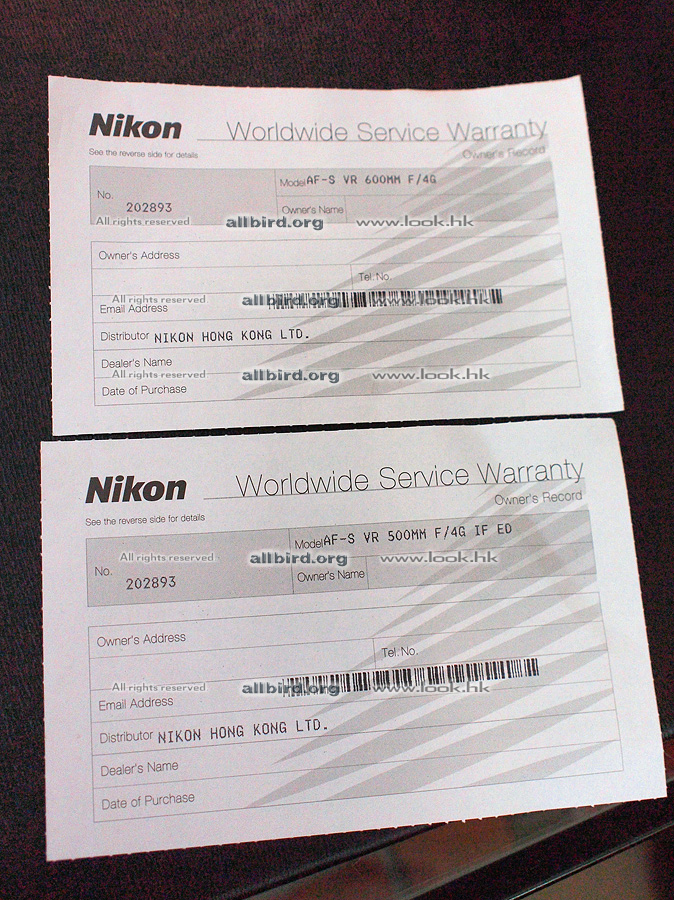 Nikon Worldwide Service Warranty
See the reverse side for details Owner's Record
No. 202893
Model AF-S VR 600MM F/4G
Owner's Name
All rights reserved allbird.org www.look.hk
Owner's Address
Tel.No.
All rights reserved allbird.org www.look.hk
Email Address
Distributor NIKON HONG KONG LTD.
Dealer's Name
All rights reserved allbird.org www.look.hk
Date of Purchase
Nikon Worldwide Service Warranty
See the reverse side for details Owner's Record
Model AF-S VR 500MM F/4G IF ED
All rights reserved allbird.org www.look.hk
No. 202893
Owner's Name
Owner's Address
Tel.No.
All rights reserved allbird.org www.look.hk
Email Address
Distributor NIKON HONG KONG LTD.
Dealer's Name
Date of Purchase